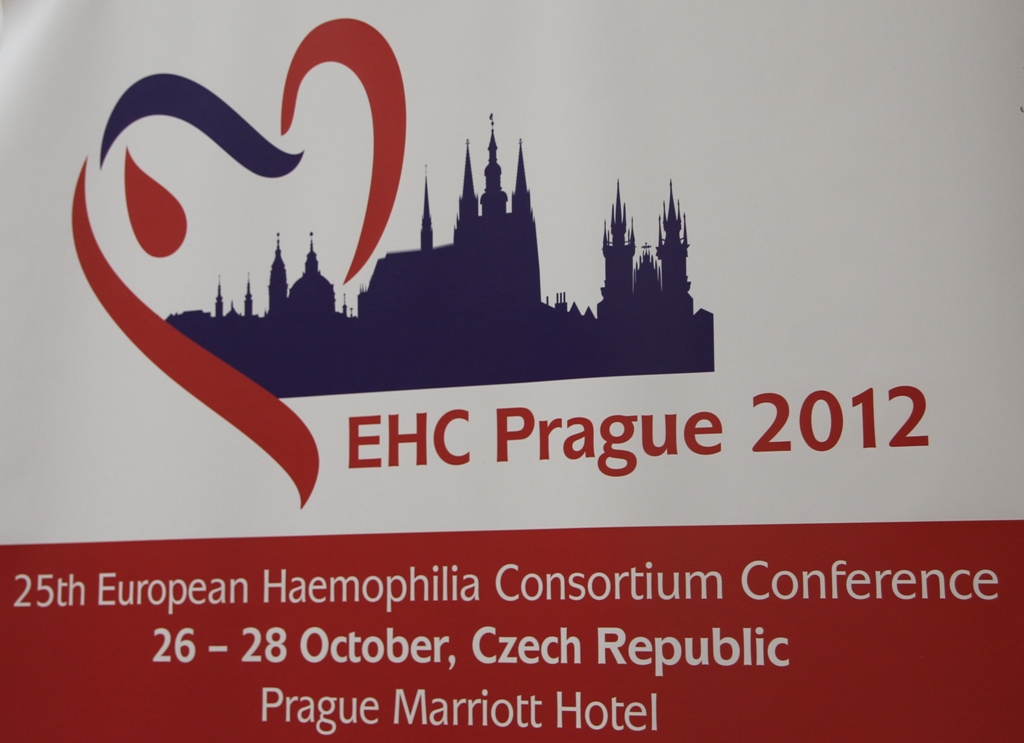 EHC Prague 2012
25th European Haemophilia Consortium Conference
26 – 28 October, Czech Republic
Prague Marriott Hotel